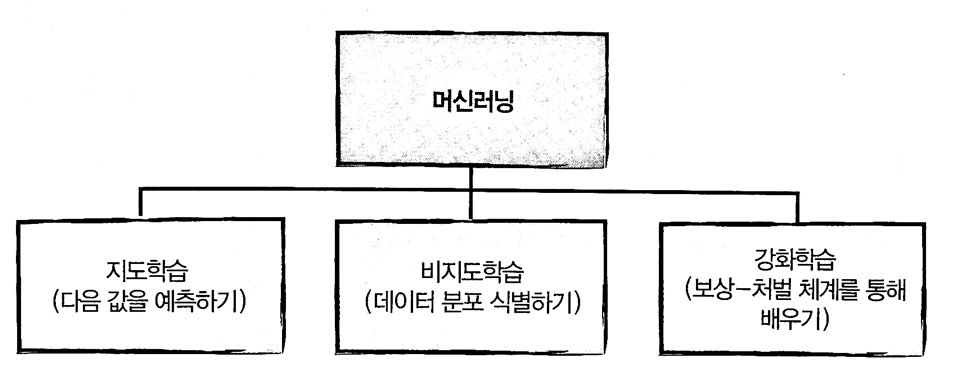 머신러닝
지도학습
(다음 값을 예측하기)
비지도학습
(데이터 분포 식별하기)
강화학습
(보상-처벌 체계를 통해
배우기)